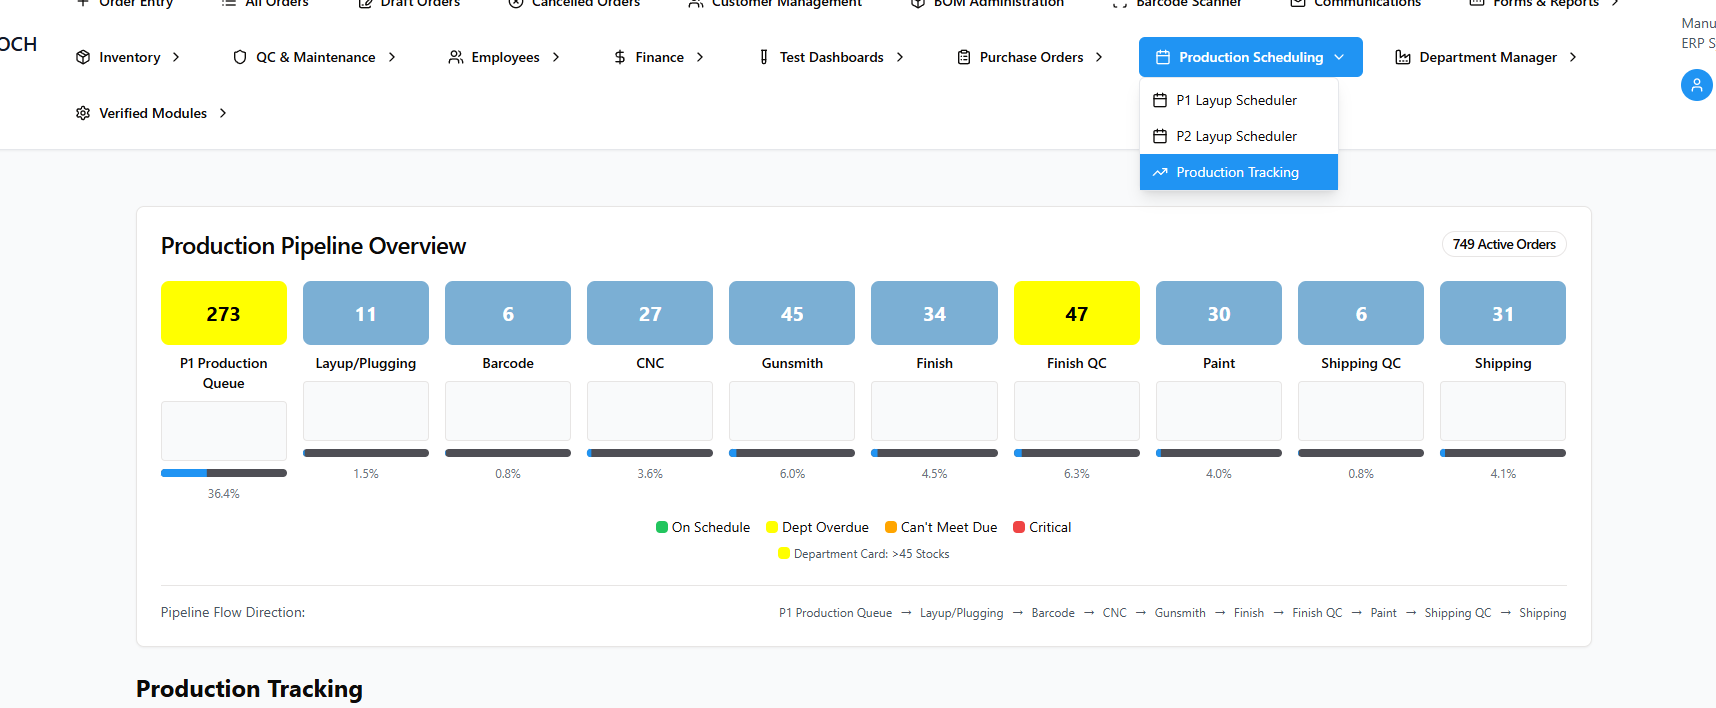 Order Entry
All Orders
Draft Orders
Cancelled Orders
Customer Management
BOM Administration
Barcode Scanner
Communications
Forms & Reports
OCH
Manu
ERP S
Inventory
QC & Maintenance
Employees
Finance
Test Dashboards
Purchase Orders
Production Scheduling
Department Manager
P1 Layup Scheduler
P2 Layup Scheduler
Production Tracking
Verified Modules
Production Pipeline Overview
749 Active Orders
273
11
6
27
45
34
47
30
6
31
P1 Production
Queue
Layup/Plugging
Barcode
CNC
Gunsmith
Finish
Finish QC
Paint
Shipping QC
Shipping
36.4%
1.5%
0.8%
3.6%
6.0%
4.5%
6.3%
4.0%
0.8%
4.1%
On Schedule
Dept Overdue
Can't Meet Due
Critical
Department Card: >45 Stocks
Pipeline Flow Direction:
P1 Production Queue → Layup/Plugging → Barcode → CNC → Gunsmith → Finish → Finish QC → Paint → Shipping QC → Shipping
Production Tracking